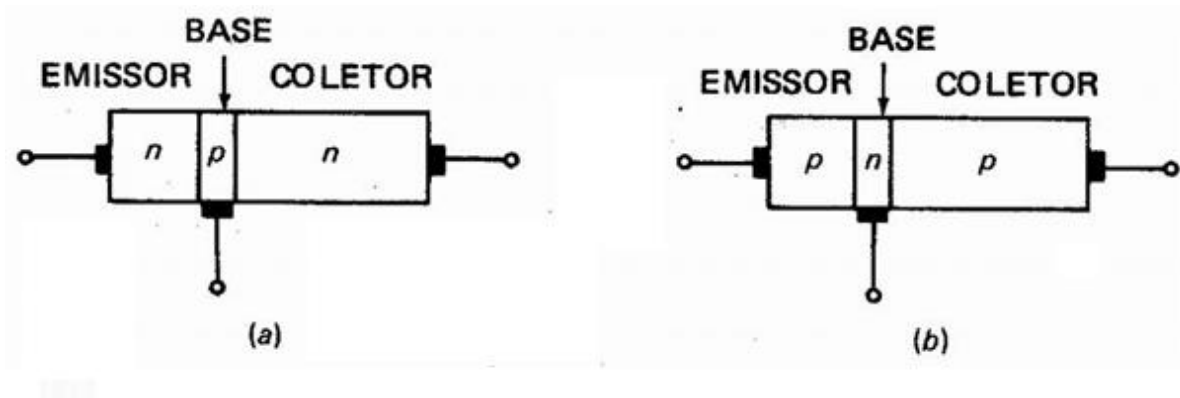 BASE
EMISSOR COLETOR
n p n
(a)
BASE
EMISSOR COLETOR
p n p
(b)